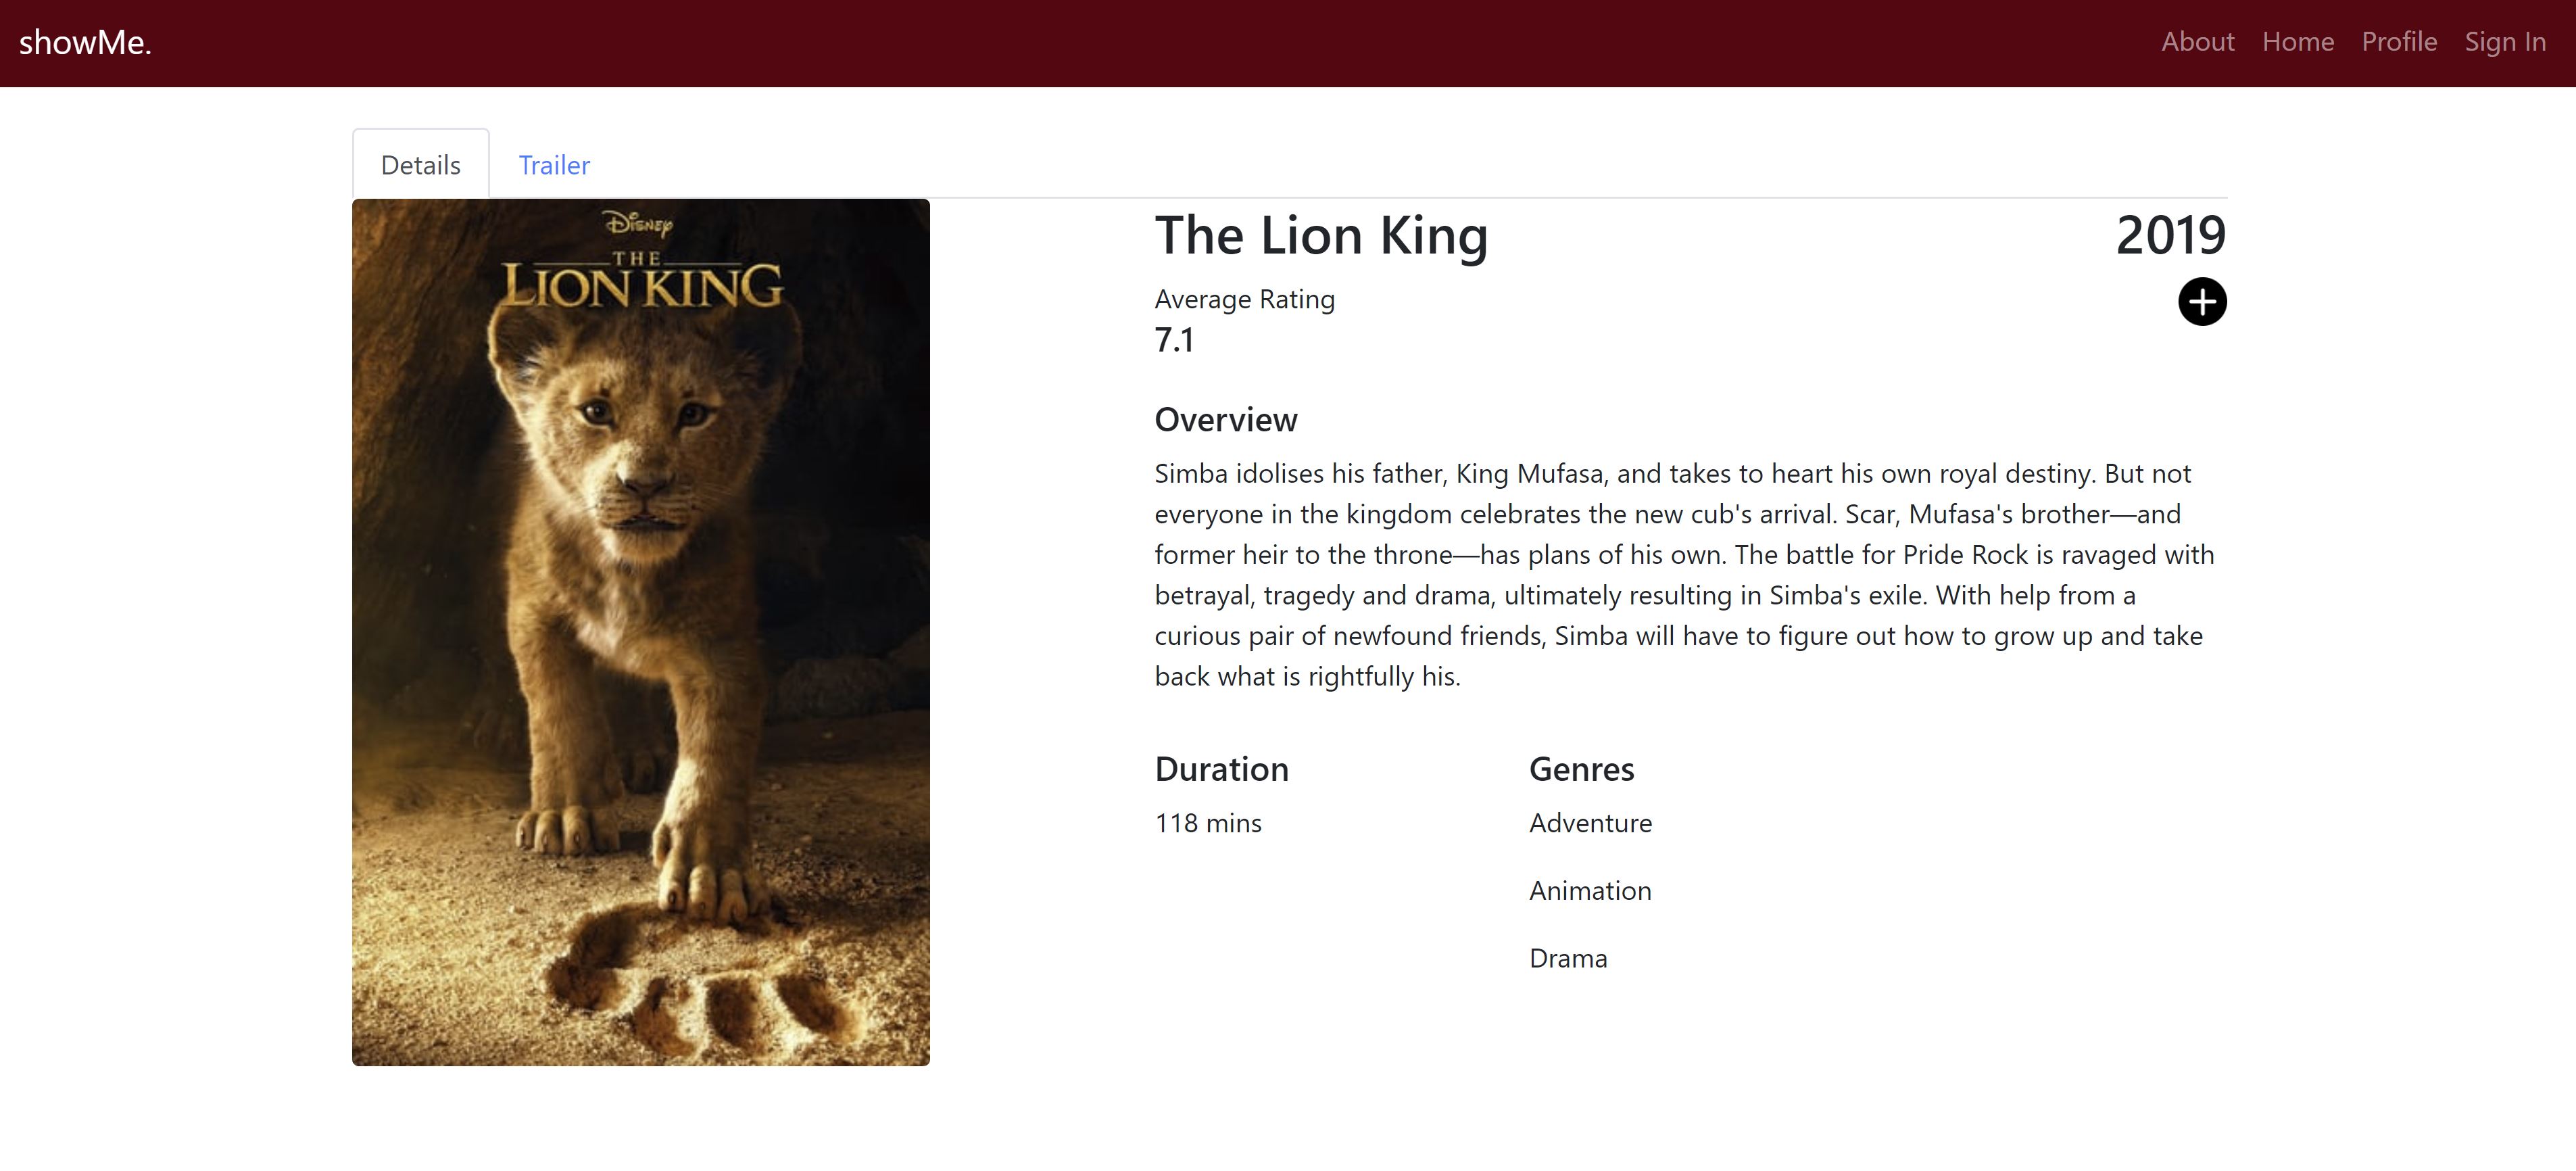 showMe.
About Home Profile Sign In
Details Trailer
Disney
THE
LION KING
The Lion King
2019
Average Rating
7.1
Overview
Simba idolises his father, King Mufasa, and takes to heart his own royal destiny. But not
everyone in the kingdom celebrates the new cub's arrival. Scar, Mufasa's brother—and
former heir to the throne—has plans of his own. The battle for Pride Rock is ravaged with
betrayal, tragedy and drama, ultimately resulting in Simba's exile. With help from a
curious pair of newfound friends, Simba will have to figure out how to grow up and take
back what is rightfully his.
Duration
118 mins
Genres
Adventure
Animation
Drama